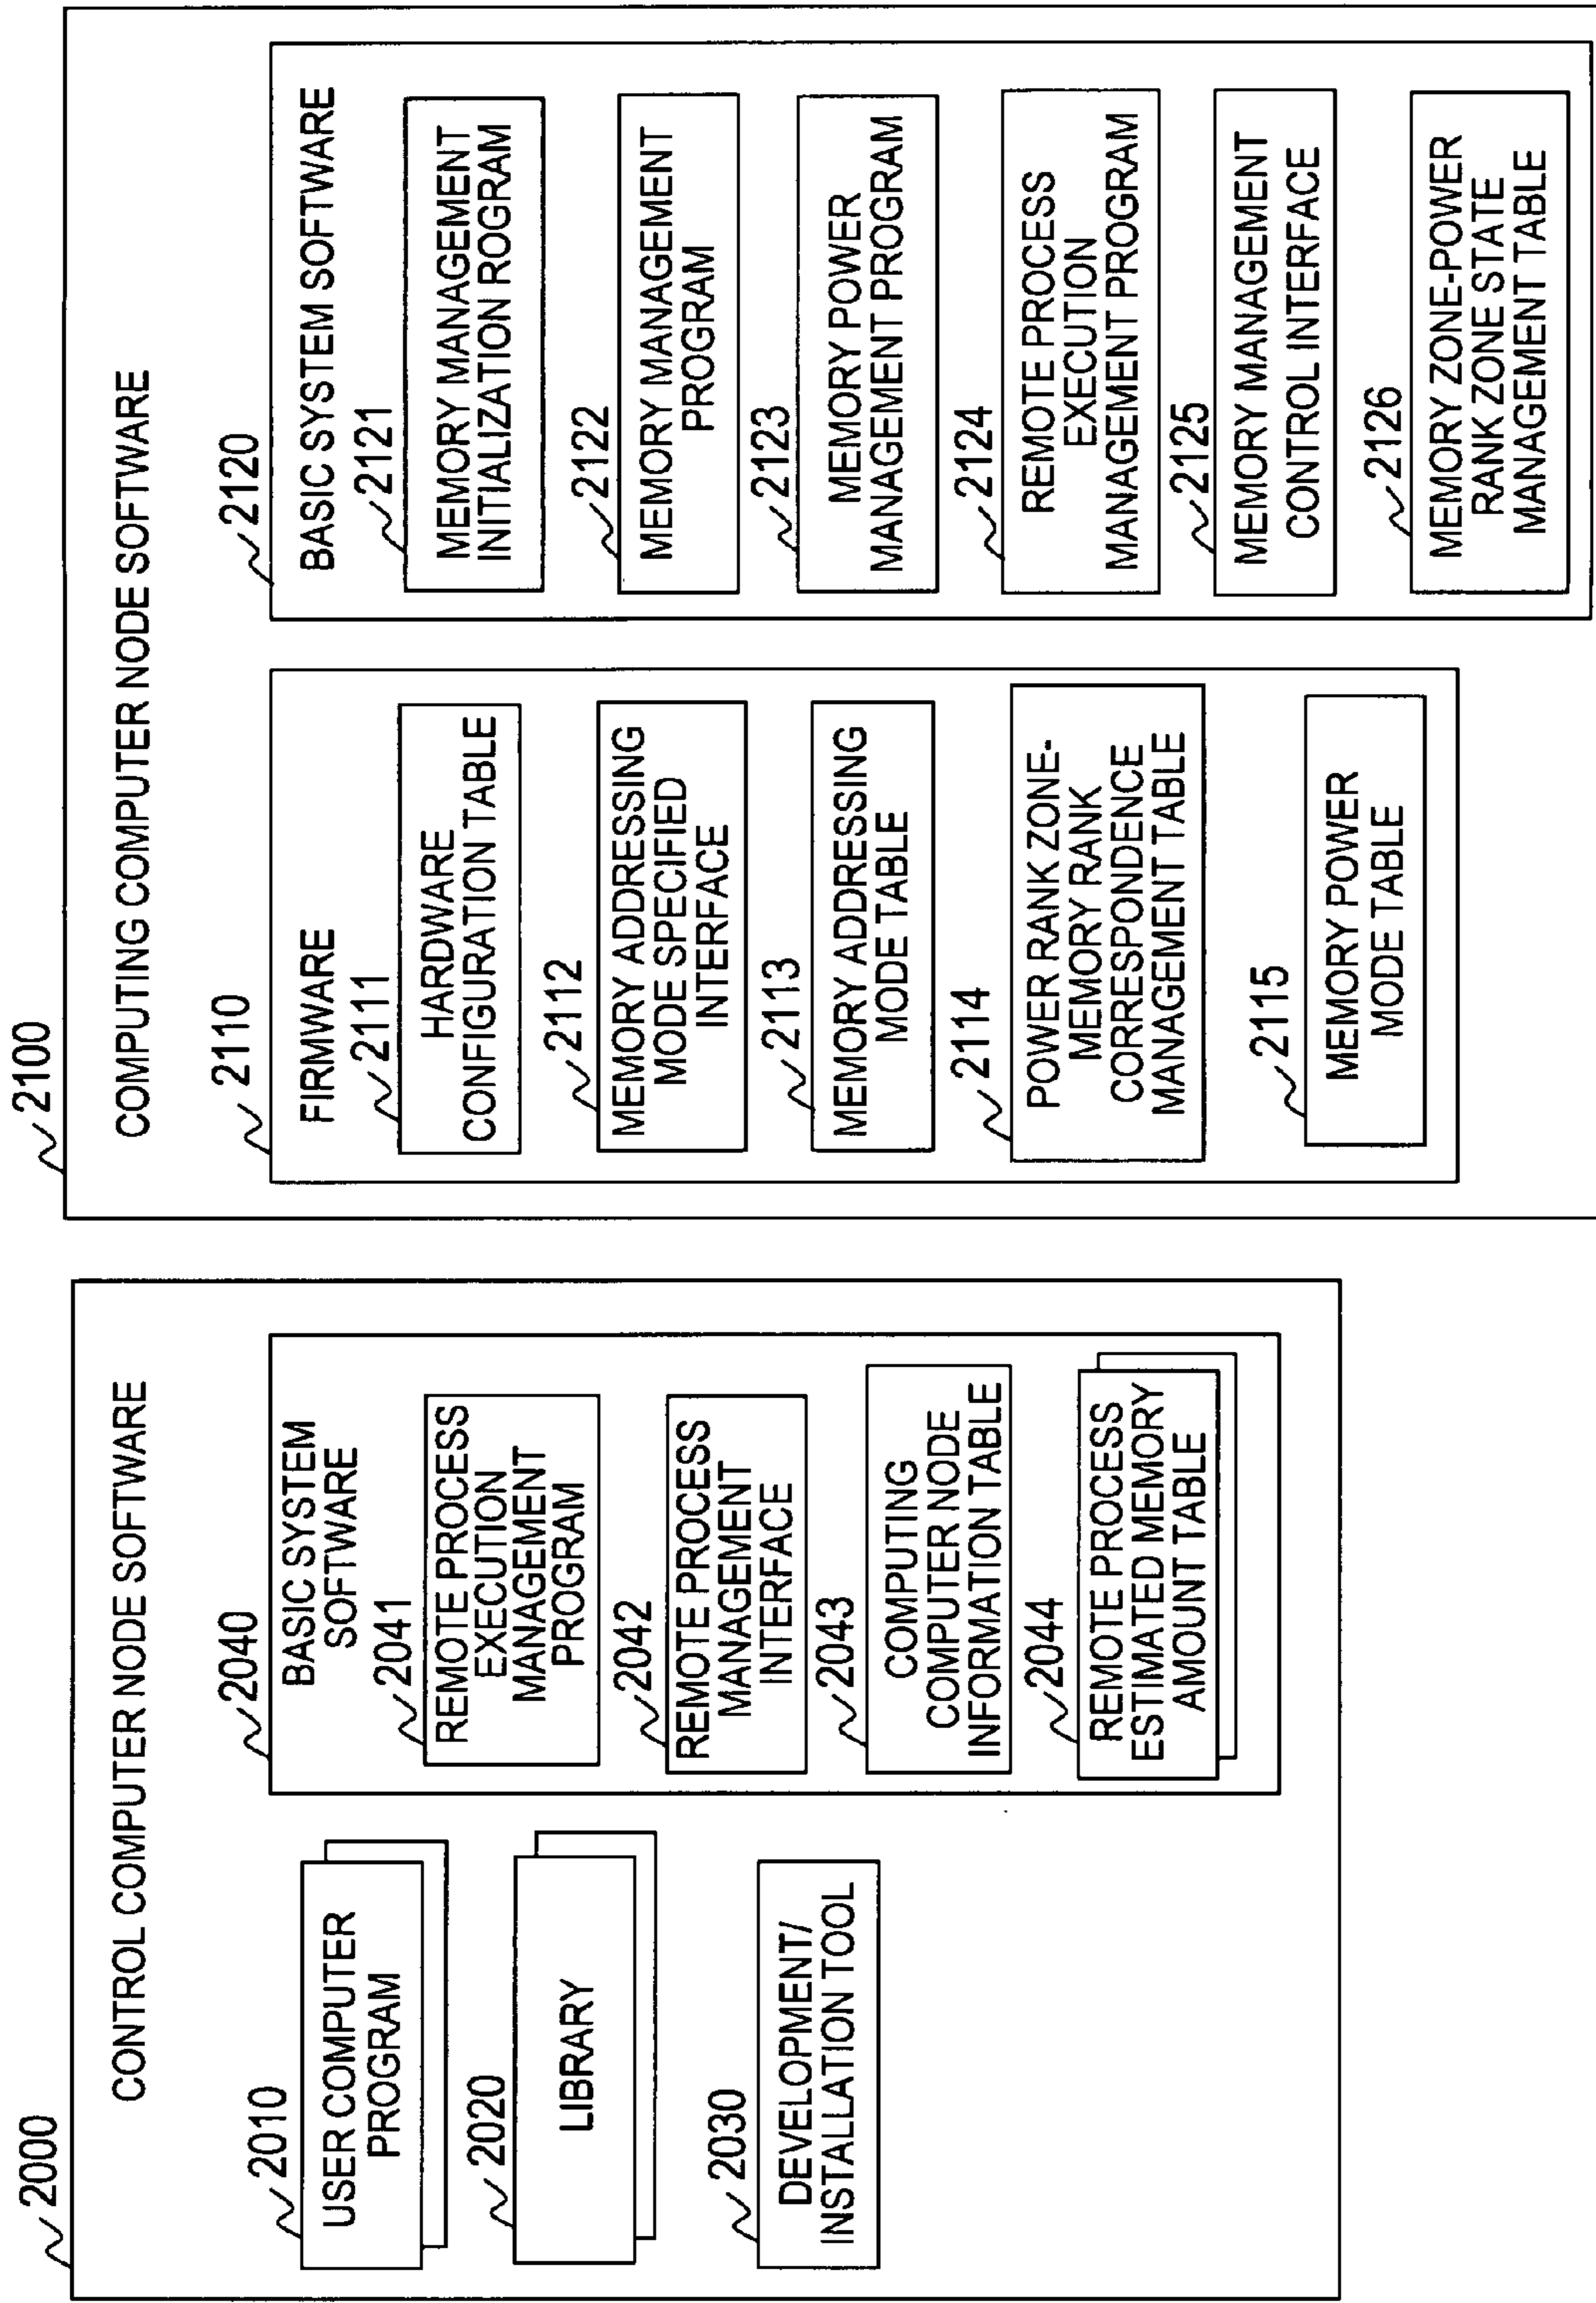 2000
CONTROL COMPUTER NODE SOFTWARE
2010
USER COMPUTER
PROGRAM
2020
LIBRARY
2030
DEVELOPMENT/
INSTALLATION TOOL
2040
BASIC SYSTEM
SOFTWARE
2041
REMOTE PROCESS
EXECUTION
MANAGEMENT
PROGRAM
2042
REMOTE PROCESS
MANAGEMENT
INTERFACE
2043
COMPUTING
COMPUTER NODE
INFORMATION TABLE
2044
REMOTE PROCESS
ESTIMATED MEMORY
AMOUNT TABLE
2100
COMPUTING COMPUTER NODE SOFTWARE
2110
FIRMWARE
2111
HARDWARE
CONFIGURATION TABLE
2112
MEMORY ADDRESSING
MODE SPECIFIED
INTERFACE
2113
MEMORY ADDRESSING
MODE TABLE
2114
POWER RANK ZONE-
MEMORY RANK
CORRESPONDENCE
MANAGEMENT TABLE
2115
MEMORY POWER
MODE TABLE
2120
BASIC SYSTEM SOFTWARE
2121
MEMORY MANAGEMENT
INITIALIZATION ROGRAM
2122
MEMORY MANAGEMENT
PROGRAM
2123
MEMORY POWER
MANAGEMENT PROGRAM
2124
REMOTE PROCESS
EXECUTION
MANAGEMENT PROGRAM
2125
MEMORY MANAGEMENT
CONTROL INTERFACE
2126
MEMORY ZONE-POWER
RANK ZONE STATE
MANAGEMENT TABLE